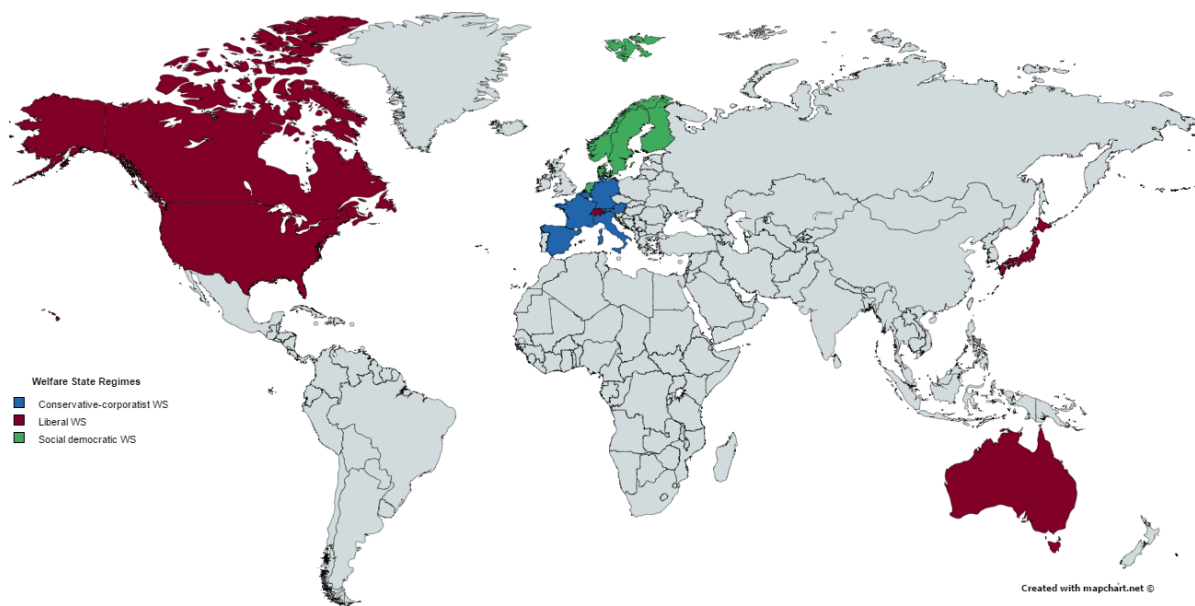 Welfare State Regimes
Conservative-corporatist WS
Liberal WS
Social democratic WS
Created with mapchart.net ©